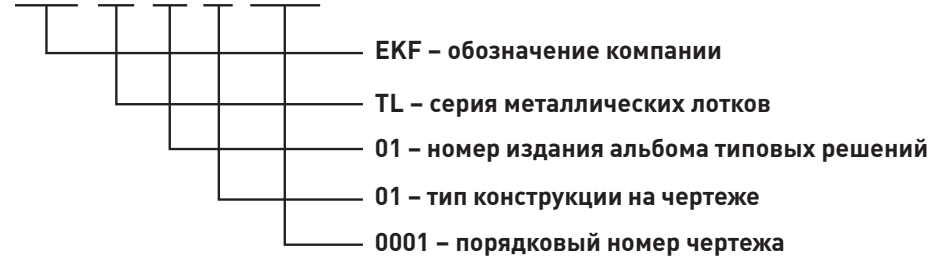 EKF – обозначение компании
TL – серия металлических лотков
01 – номер издания альбома типовых решений
01 – тип конструкции на чертеже
0001 – порядковый номер чертежа